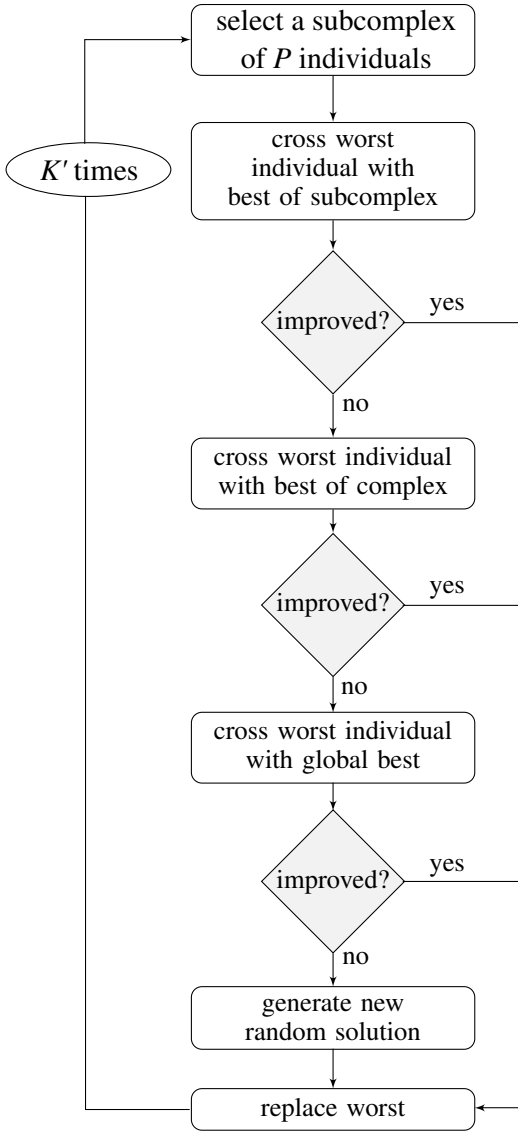 select a subcomplex
of P individuals
K′ times
cross worst
individual with
best of subcomplex
improved?
yes
no
cross worst individual
with best of complex
improved?
yes
no
cross worst individual
with global best
improved?
yes
no
generate new
random solution
replace worst